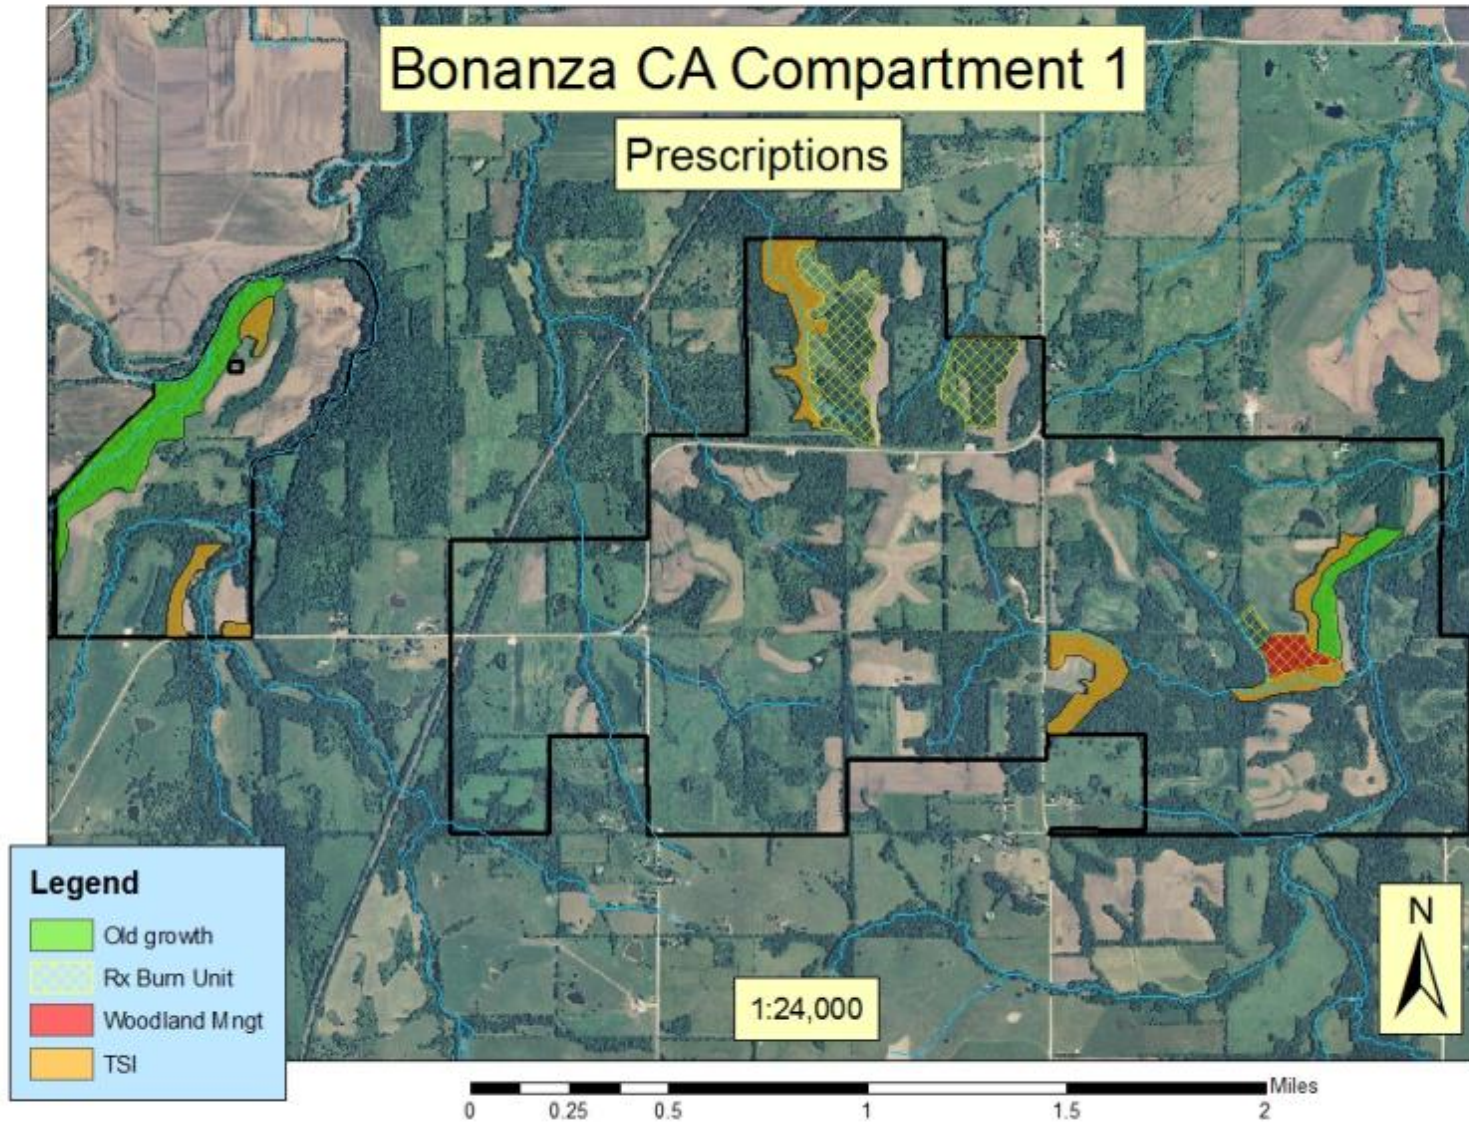 Bonanza CA Compartment 1
Prescriptions
Legend
Old growth
Rx Burn Unit
Woodland Mngt
TSI
1:24,000
N
Miles
0 0.25 0.5 1 1.5 2